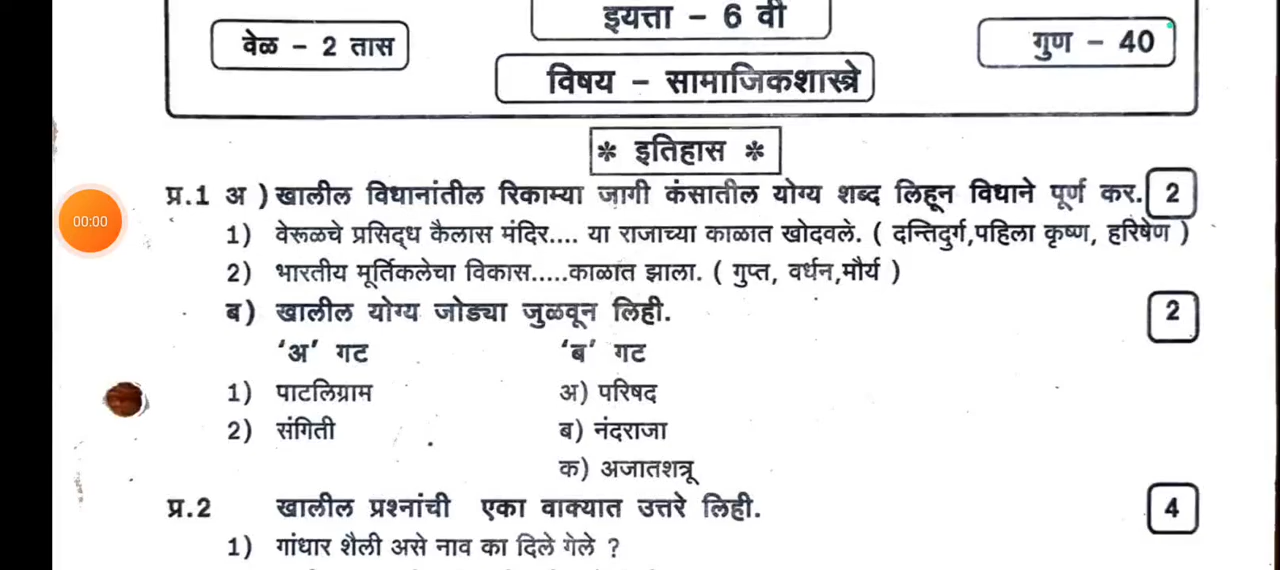 इयत्ता - 6 वी
वेळ - 2 तास
गुण - 40
विषय - सामाजिकशास्त्रे
* इतिहास *
प्र.1 अ ) खालील विधानांतील रिकाम्या जागी कंसातील योग्य शब्द लिहून विधाने पूर्ण कर. 2
1) वेरूळचे प्रसिद्ध कैलास मंदिर.... या राजाच्या काळात खोदवले. ( दन्तिदुर्ग,पहिला कृष्ण, हरिषेण )
2) भारतीय मूर्तिकलेचा विकास.....काळात झाला. ( गुप्त, वर्धन,मौर्य )
ब) खालील योग्य जोड्या जुळवून लिही. 2
'अ' गट 'ब' गट
1) पाटलिग्राम अ) परिषद
2) संगिती ब) नंदराजा
क) अजातशत्रू
प्र.2 खालील प्रश्नांची एका वाक्यात उत्तरे लिही. 4
1) गांधार शैली असे नाव का दिले गेले ?
00:00